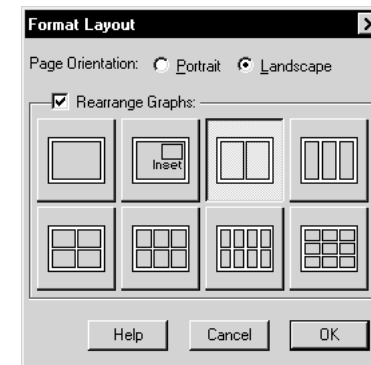 Format Layout
Page Orientation: Portrait Landscape
Rearrange Graphs:
Inset
Help Cancel OK